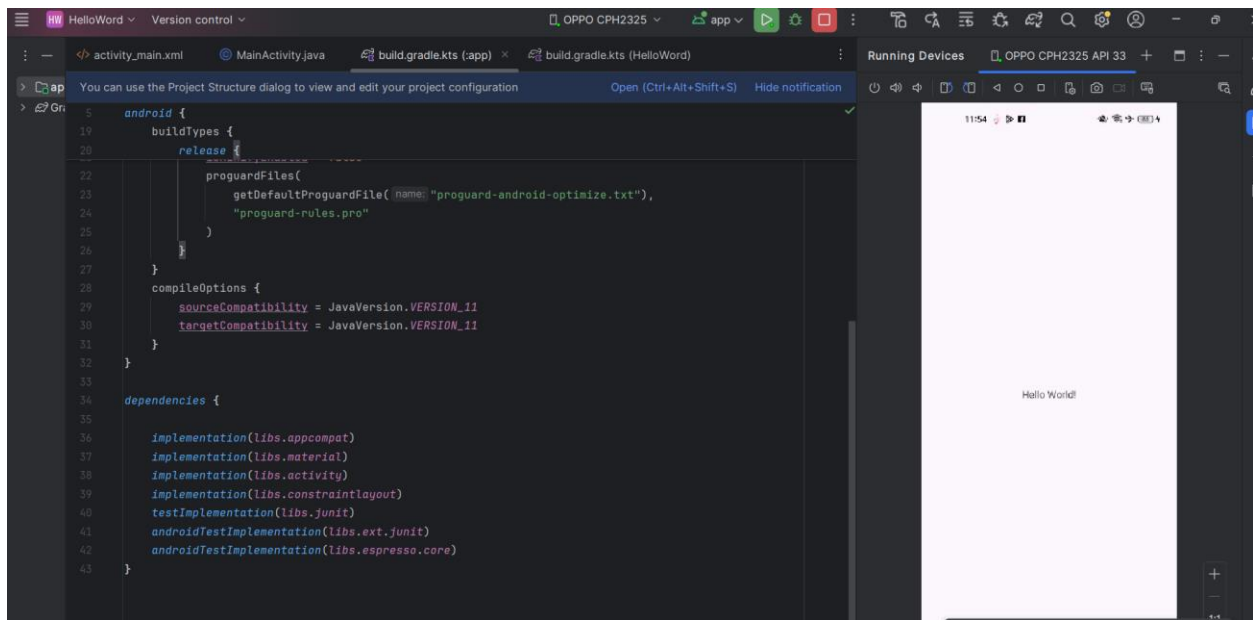 HW HelloWord Version control OPPO CPH2325 app
activity_main.xml MainActivity.java build.gradle.kts (:app) build.gradle.kts (HelloWord) Running Devices OPPO CPH2325 API 33
You can use the Project Structure dialog to view and edit your project configuration Open (Ctrl+Alt+Shift+S) Hide notification
ap
Gra
11:54
5 android {
19 buildTypes {
20 release {
22 proguardFiles(
23 getDefaultProguardFile( name: "proguard-android-optimize.txt"),
24 "proguard-rules.pro"
25 )
26 }
27 }
28 compileOptions {
29 sourceCompatibility = JavaVersion.VERSION_11
30 targetCompatibility = JavaVersion.VERSION_11
31 }
32 }
33
34 dependencies {
35
36 implementation(libs.appcompat)
37 implementation(libs.material)
38 implementation(libs.activity)
39 implementation(libs.constraintlayout)
40 testImplementation(libs.junit)
41 androidTestImplementation(libs.ext.junit)
42 androidTestImplementation(libs.espresso.core)
43 }
Hello World!
1:1